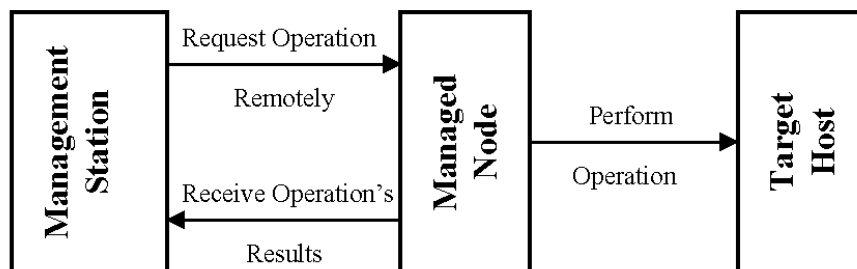 Management
Station
Request Operation
Remotely
Receive Operation's
Results
Managed
Node
Perform
Operation
Target
Host